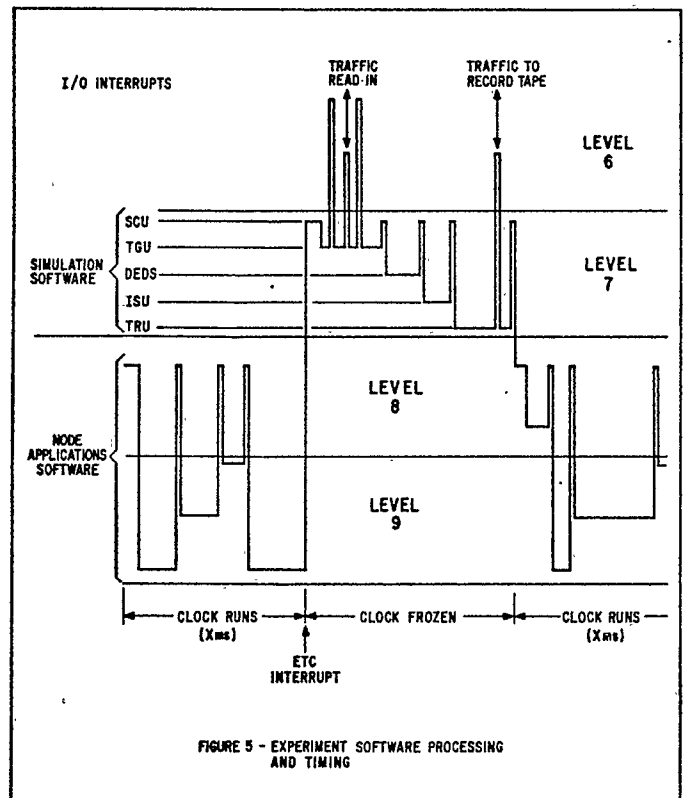 I/O INTERRUPTS
TRAFFIC
READ-IN
TRAFFIC TO
RECORD TAPE
LEVEL
6
SIMULATION
SOFTWARE
SCU
TGU
DEDS
ISU
TRU
LEVEL
7
NODE
APPLICATIONS
SOFTWARE
LEVEL
8
LEVEL
9
CLOCK RUNS
(Xms)
CLOCK FROZEN
CLOCK RUNS
(Xms)
ETC
INTERRUPT
FIGURE 5 - EXPERIMENT SOFTWARE PROCESSING
AND TIMING